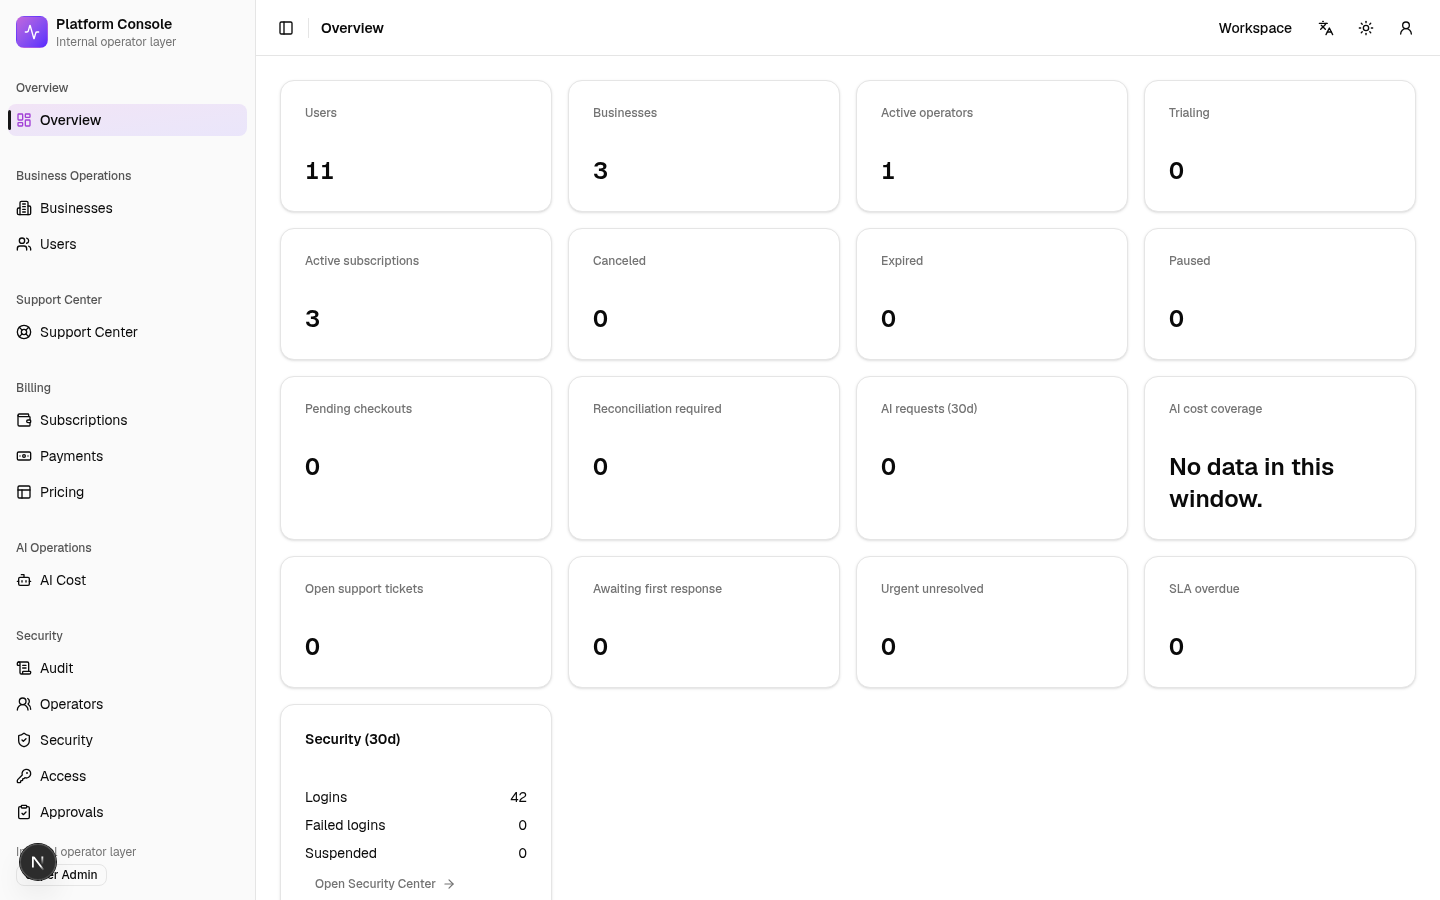 Platform Console
Internal operator layer
Overview
Overview
Business Operations
Businesses
Users
Support Center
Support Center
Billing
Subscriptions
Payments
Pricing
AI Operations
AI Cost
Security
Audit
Operators
Security
Access
Approvals
operator layer
Admin
N
Overview
Workspace
Users
11
Businesses
3
Active operators
1
Trialing
0
Active subscriptions
3
Canceled
0
Expired
0
Paused
0
Pending checkouts
0
Reconciliation required
0
AI requests (30d)
0
AI cost coverage
No data in this
window.
Open support tickets
0
Awaiting first response
0
Urgent unresolved
0
SLA overdue
0
Security (30d)
Logins 42
Failed logins 0
Suspended 0
Open Security Center →